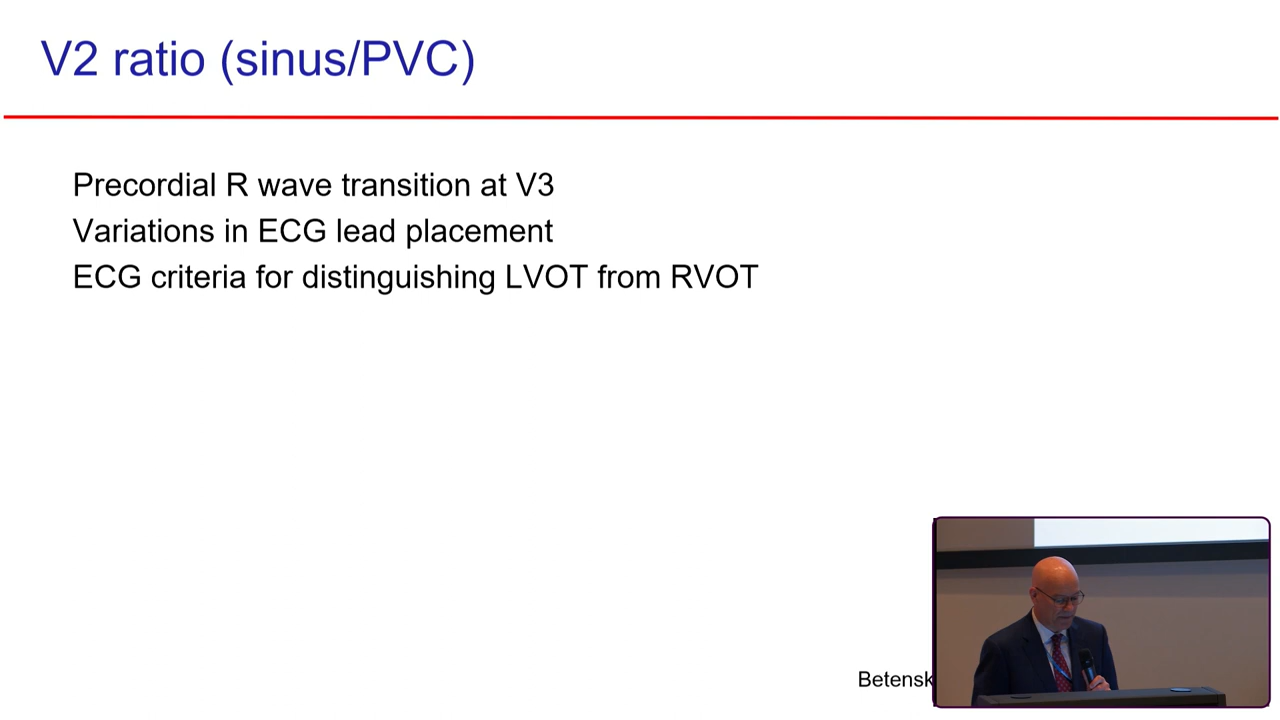 V2 ratio (sinus/PVC)
Precordial R wave transition at V3
Variations in ECG lead placement
ECG criteria for distinguishing LVOT from RVOT
Betensk